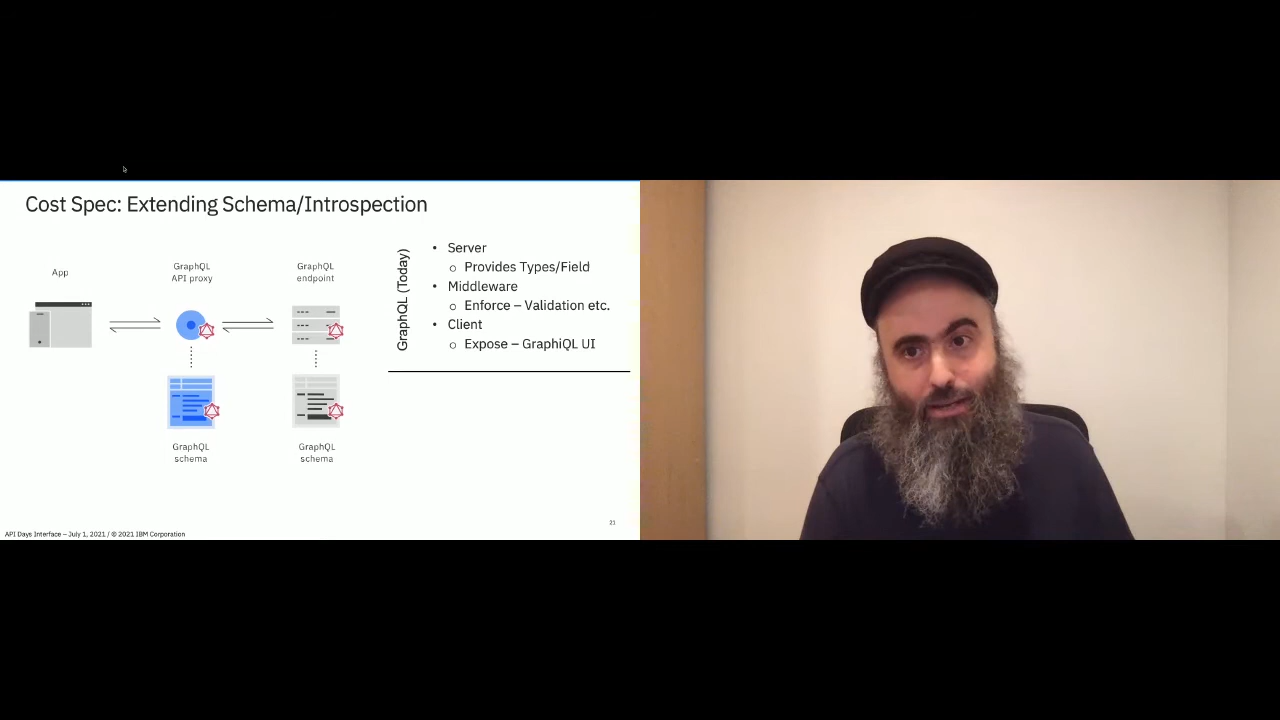 Cost Spec: Extending Schema/Introspection
App
GraphQL
API proxy
GraphQL
endpoint
GraphQL
schema
GraphQL
schema
GraphQL (Today)
• Server
o Provides Types/Field
• Middleware
o Enforce – Validation etc.
• Client
o Expose – GraphiQL UI
21
API Days Interface – July 1, 2021 / © 2021 IBM Corporation